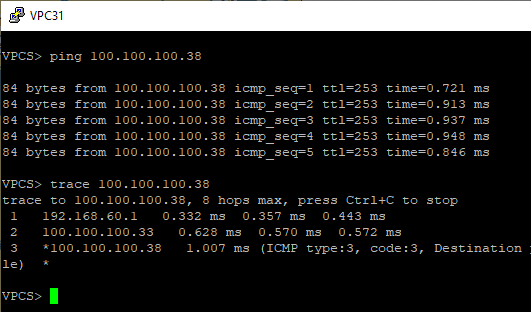 VPC31
VPCS> ping 100.100.100.38
84 bytes from 100.100.100.38 icmp_seq=1 ttl=253 time=0.721 ms
84 bytes from 100.100.100.38 icmp_seq=2 ttl=253 time=0.913 ms
84 bytes from 100.100.100.38 icmp_seq=3 ttl=253 time=0.937 ms
84 bytes from 100.100.100.38 icmp_seq=4 ttl=253 time=0.948 ms
84 bytes from 100.100.100.38 icmp_seq=5 ttl=253 time=0.846 ms
VPCS> trace 100.100.100.38
trace to 100.100.100.38, 8 hops max, press Ctrl+C to stop
1 192.168.60.1 0.332 ms 0.357 ms 0.443 ms
2 100.100.100.33 0.628 ms 0.570 ms 0.572 ms
3 *100.100.100.38 1.007 ms (ICMP type:3, code:3, Destination
le) *
VPCS>